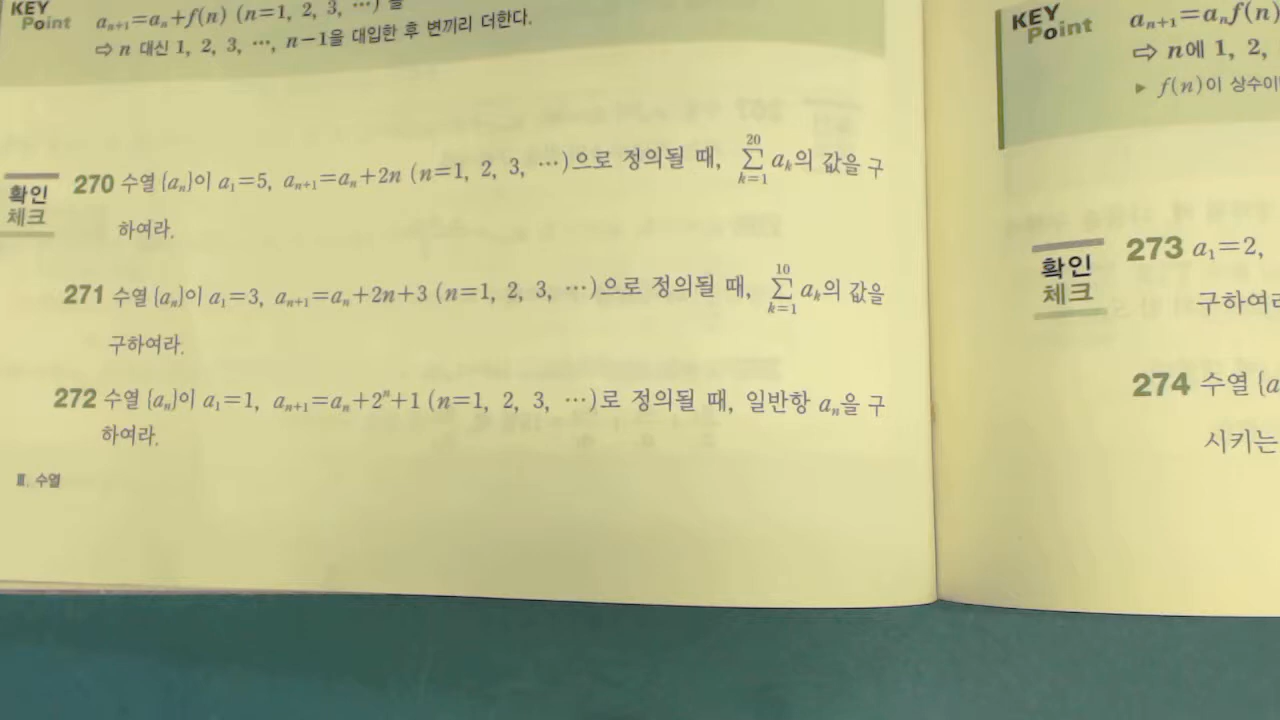 KEY Point
a_{n+1}=a_n+f(n) (n=1, 2, 3, …)을
⇨ n 대신 1, 2, 3, …, n-1을 대입한 후 변끼리 더한다.
확인 체크
270 수열 {a_n}이 a_1=5, a_{n+1}=a_n+2n (n=1, 2, 3, …)으로 정의될 때, \sum_{k=1}^{20} a_k의 값을 구
하여라.
271 수열 {a_n}이 a_1=3, a_{n+1}=a_n+2n+3 (n=1, 2, 3, …)으로 정의될 때, \sum_{k=1}^{10} a_k의 값을
구하여라.
272 수열 {a_n}이 a_1=1, a_{n+1}=a_n+2^n+1 (n=1, 2, 3, …)로 정의될 때, 일반항 a_n을 구
하여라.
Ⅲ. 수열
KEY Point
a_{n+1}=a_n f(n)
⇨ n에 1, 2,
▶ f(n)이 상수이
확인 체크
273 a_1=2,
구하여라
274 수열 {a
시키는